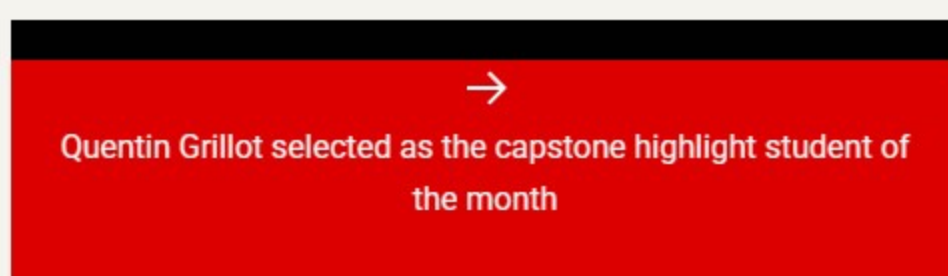 →
Quentin Grillot selected as the capstone highlight student of
the month